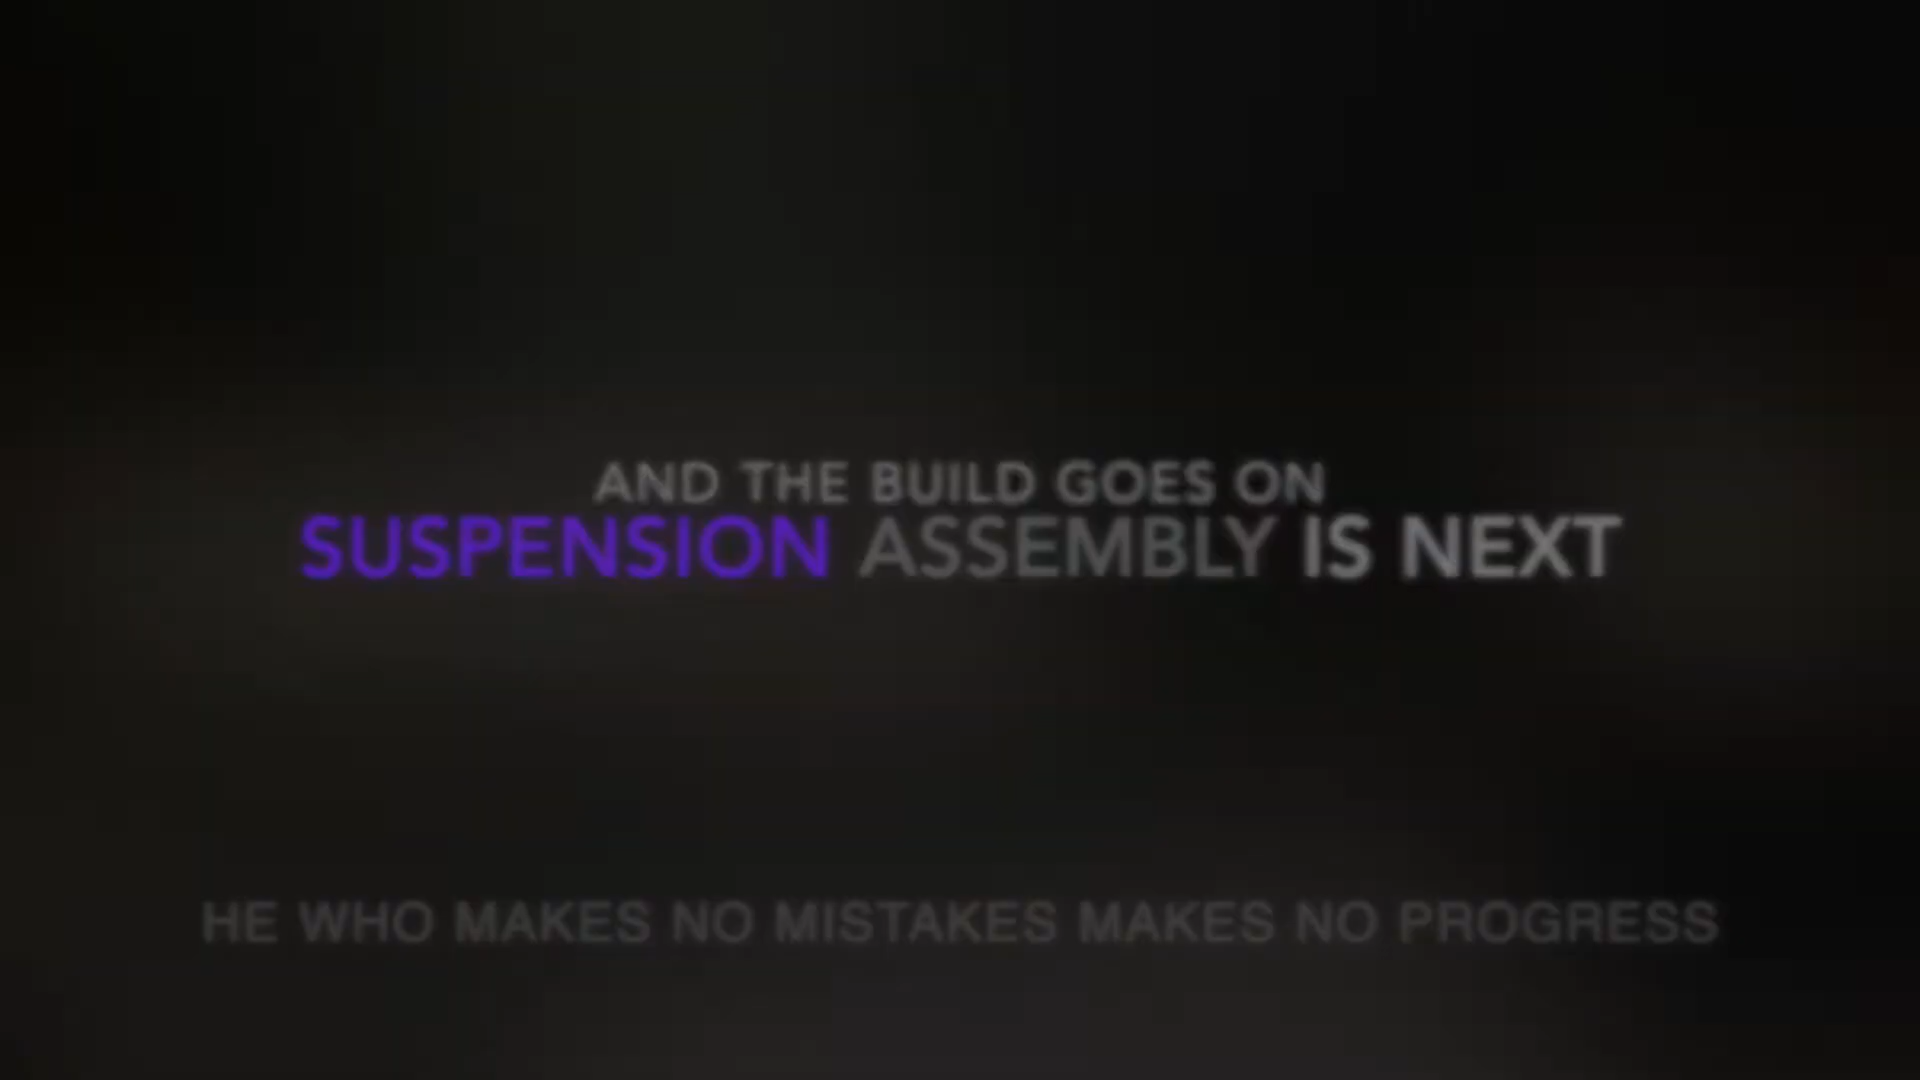 AND THE BUILD GOES ON
SUSPENSION ASSEMBLY IS NEXT
HE WHO MAKES NO MISTAKES MAKES NO PROGRESS